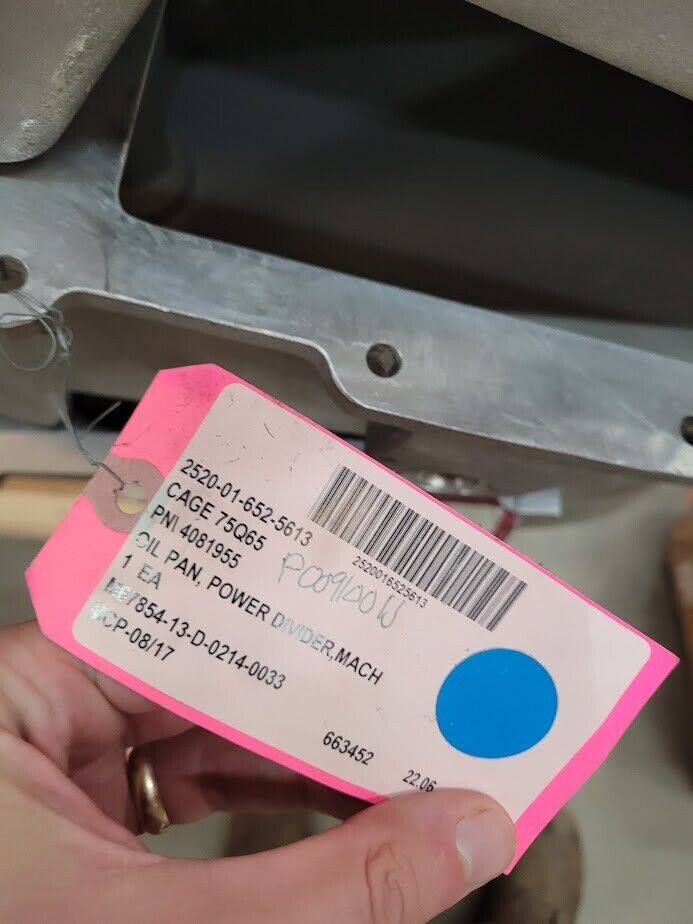 2520-01-652-5613
CAGE 75Q65
PN\ 4081955
OIL PAN, POWER DIVIDER,MACH
1 EA
7854-13-D-0214-0033
MCP-08/17
2520016525613
663452
22.06